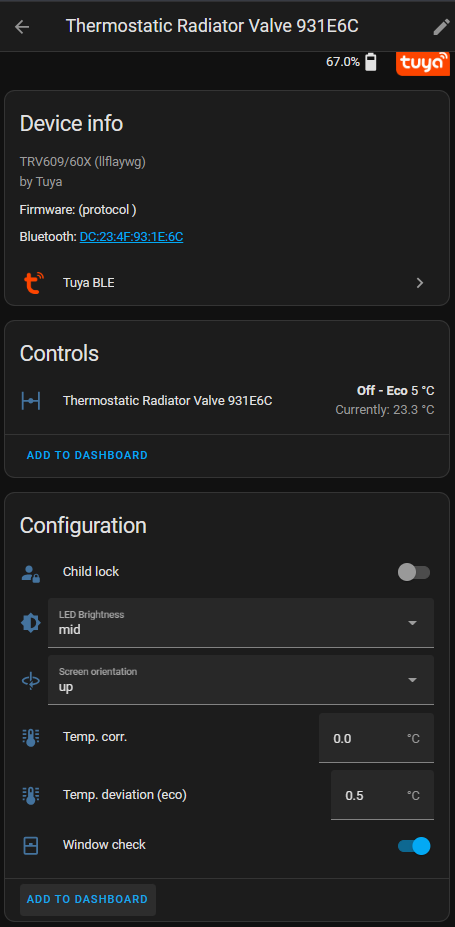 Thermostatic Radiator Valve 931E6C
67.0%
tuya
Device info
TRV609/60X (llflaywg)
by Tuya
Firmware: (protocol )
Bluetooth: DC:23:4F:93:1E:6C
Tuya BLE
Controls
Thermostatic Radiator Valve 931E6C
Off - Eco 5 °C
Currently: 23.3 °C
ADD TO DASHBOARD
Configuration
Child lock
LED Brightness
mid
Screen orientation
up
Temp. corr. 0.0 °C
Temp. deviation (eco) 0.5 °C
Window check
ADD TO DASHBOARD